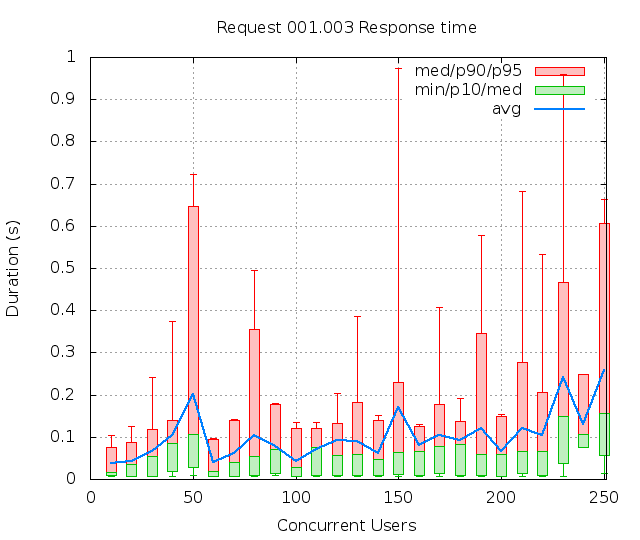 Request 001.003 Response time
med/p90/p95
min/p10/med
avg
Duration (s)
1
0.9
0.8
0.7
0.6
0.5
0.4
0.3
0.2
0.1
0
0 50 100 150 200 250
Concurrent Users